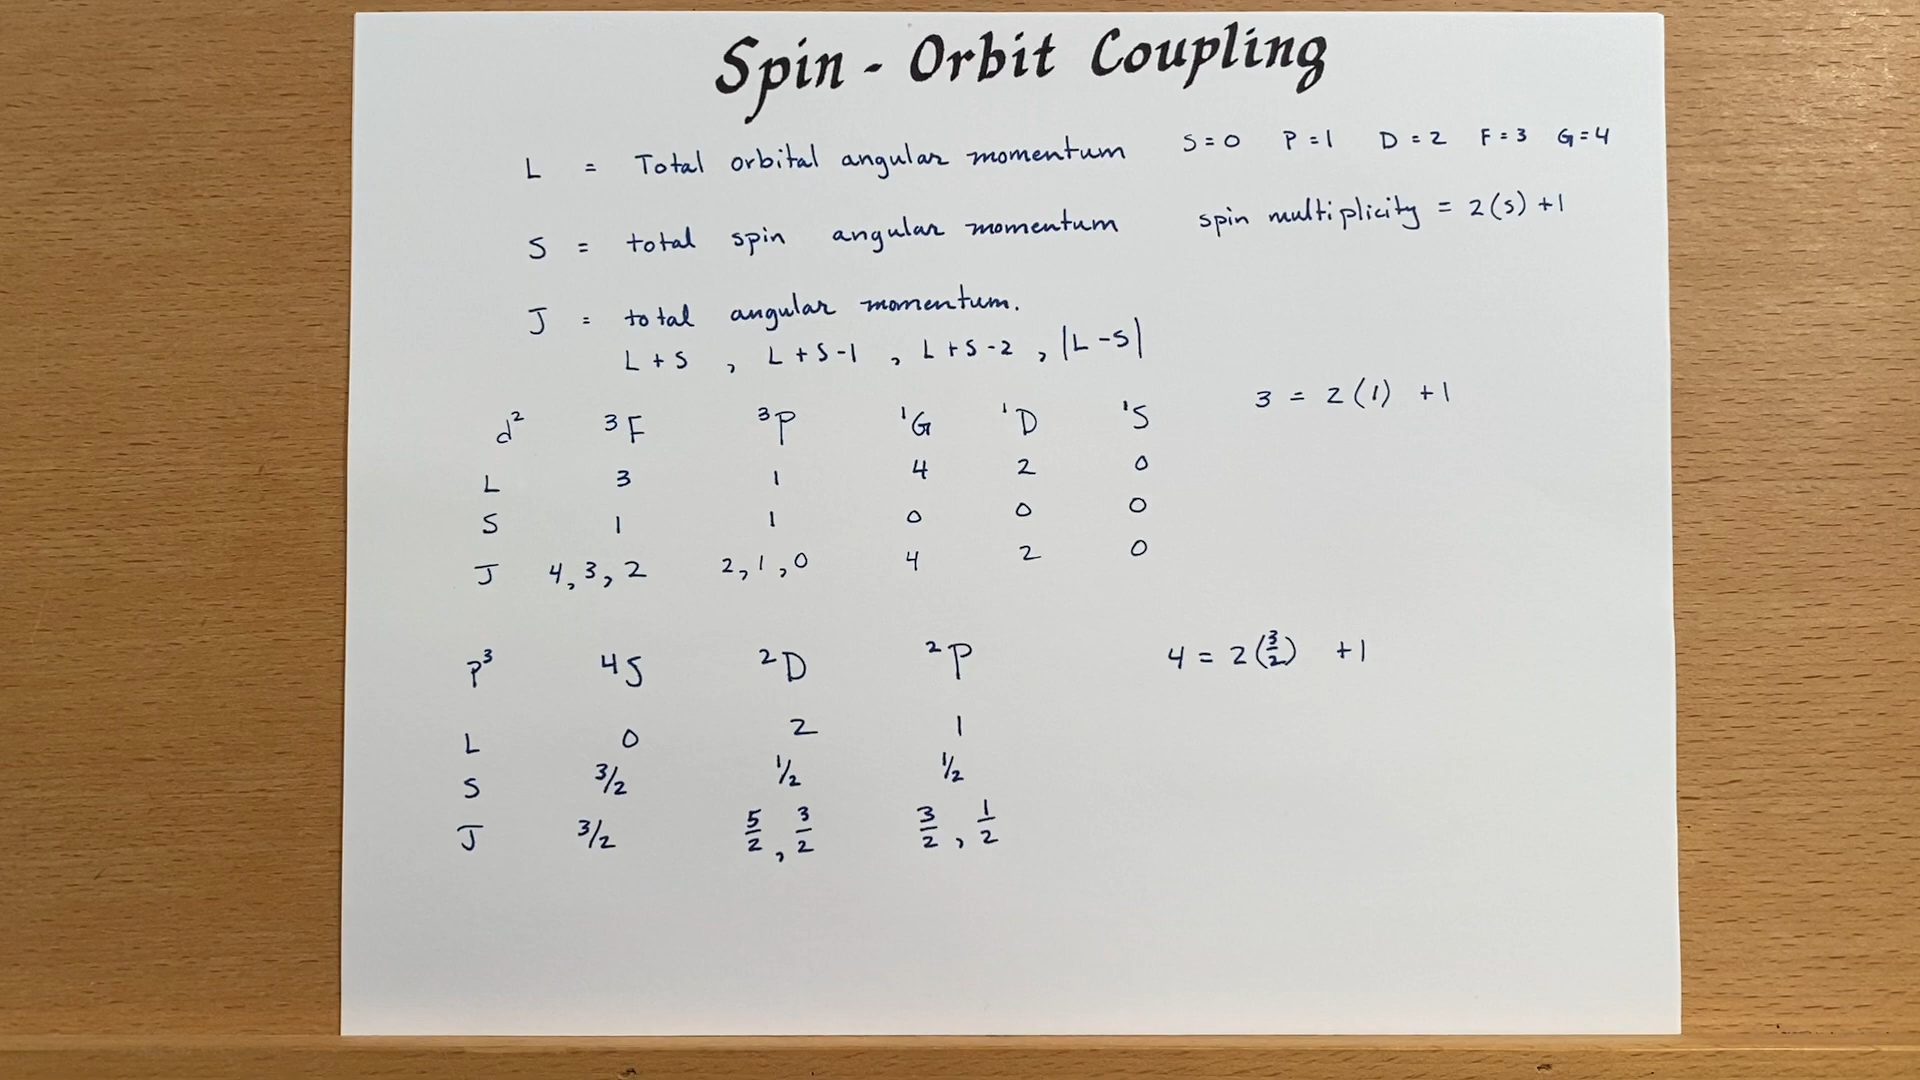 Spin - Orbit Coupling
L = Total orbital angular momentum S = 0 P = 1 D = 2 F = 3 G = 4
S = total spin angular momentum spin multiplicity = 2(s) + 1
J = total angular momentum.
L + S , L + S - 1 , L + S - 2 , |L - S|
d² ³F ³P ¹G ¹D ¹S 3 = 2(1) + 1
L 3 1 4 2 0
S 1 1 0 0 0
J 4, 3, 2 2, 1, 0 4 2 0
P³ ⁴S ²D ²P 4 = 2(3/2) + 1
L 0 2 1
S 3/2 1/2 1/2
J 3/2 5/2, 3/2 3/2, 1/2